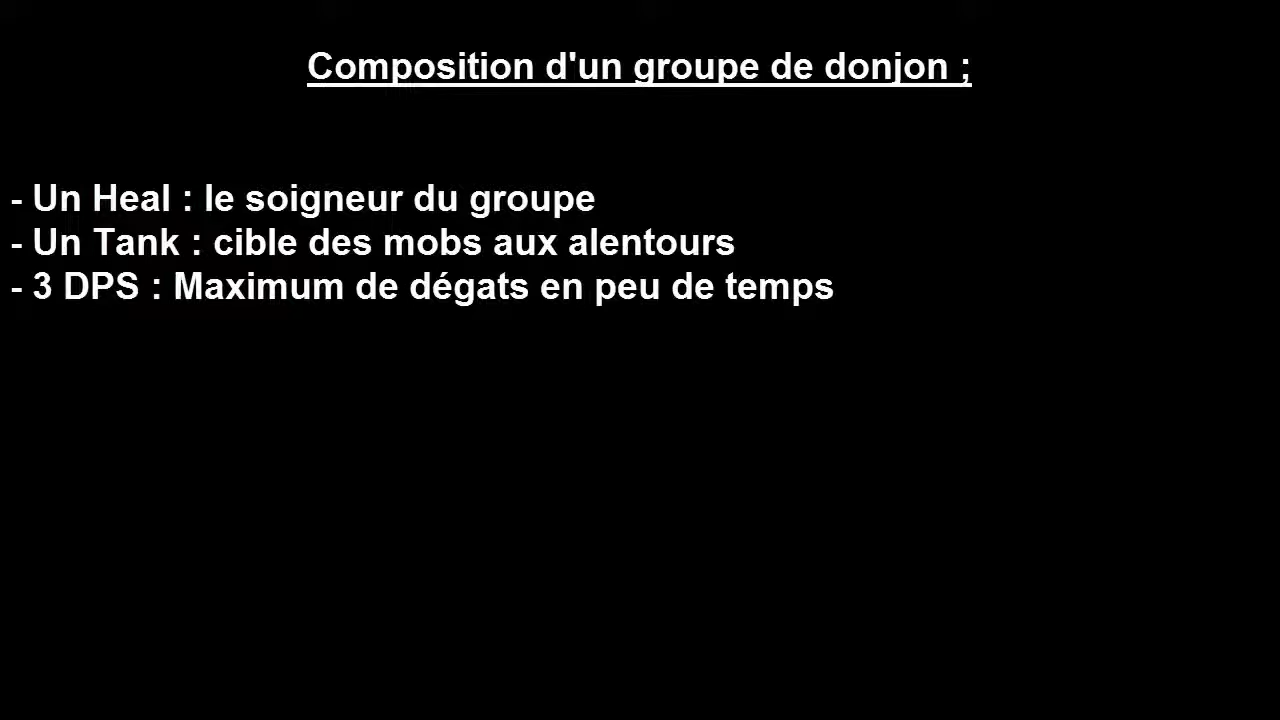 Composition d'un groupe de donjon ;
- Un Heal : le soigneur du groupe
- Un Tank : cible des mobs aux alentours
- 3 DPS : Maximum de dégats en peu de temps